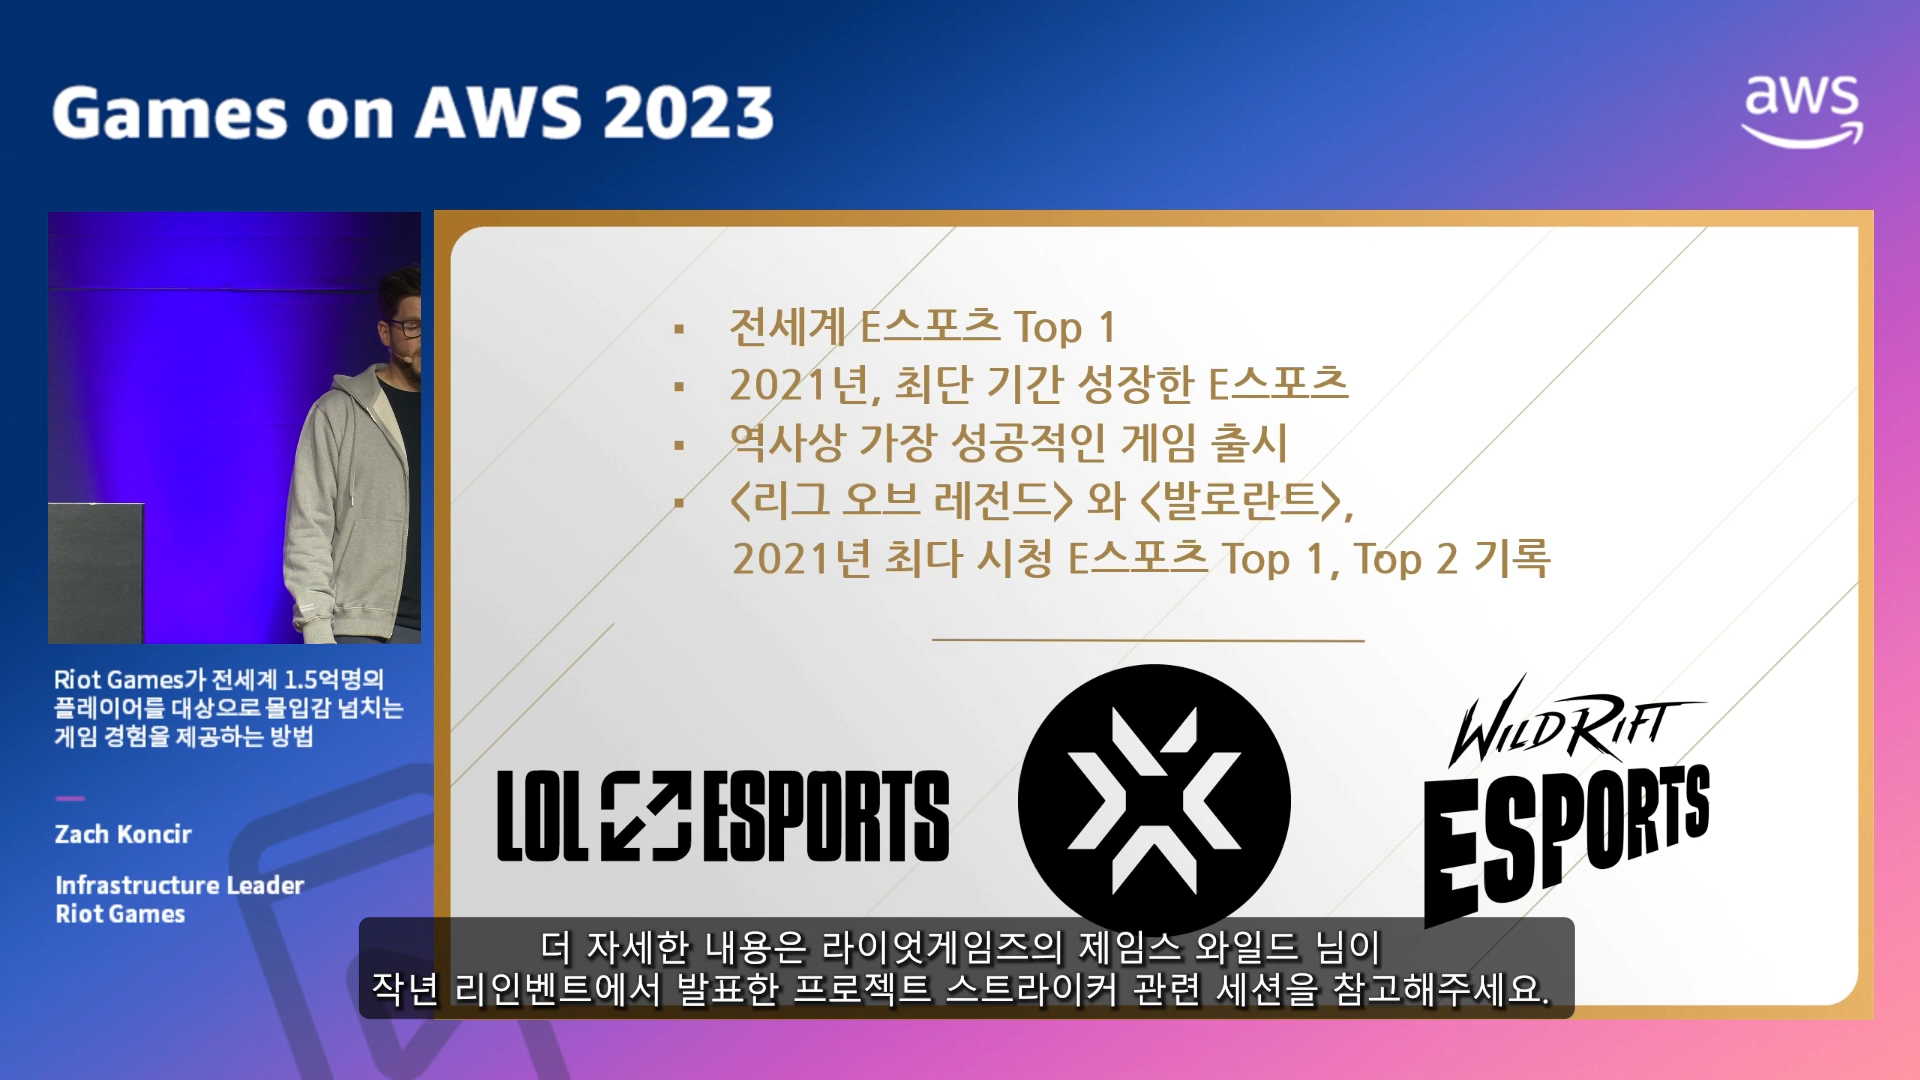 Games on AWS 2023
aws
▪ 전세계 E스포츠 Top 1
▪ 2021년, 최단 기간 성장한 E스포츠
▪ 역사상 가장 성공적인 게임 출시
▪ <리그 오브 레전드> 와 <발로란트>,
2021년 최다 시청 E스포츠 Top 1, Top 2 기록
LOL ESPORTS
WILD RIFT
ESPORTS
Riot Games가 전세계 1.5억명의
플레이어를 대상으로 몰입감 넘치는
게임 경험을 제공하는 방법
Zach Koncir
Infrastructure Leader
Riot Games
더 자세한 내용은 라이엇게임즈의 제임스 와일드 님이
작년 리인벤트에서 발표한 프로젝트 스트라이커 관련 세션을 참고해주세요.